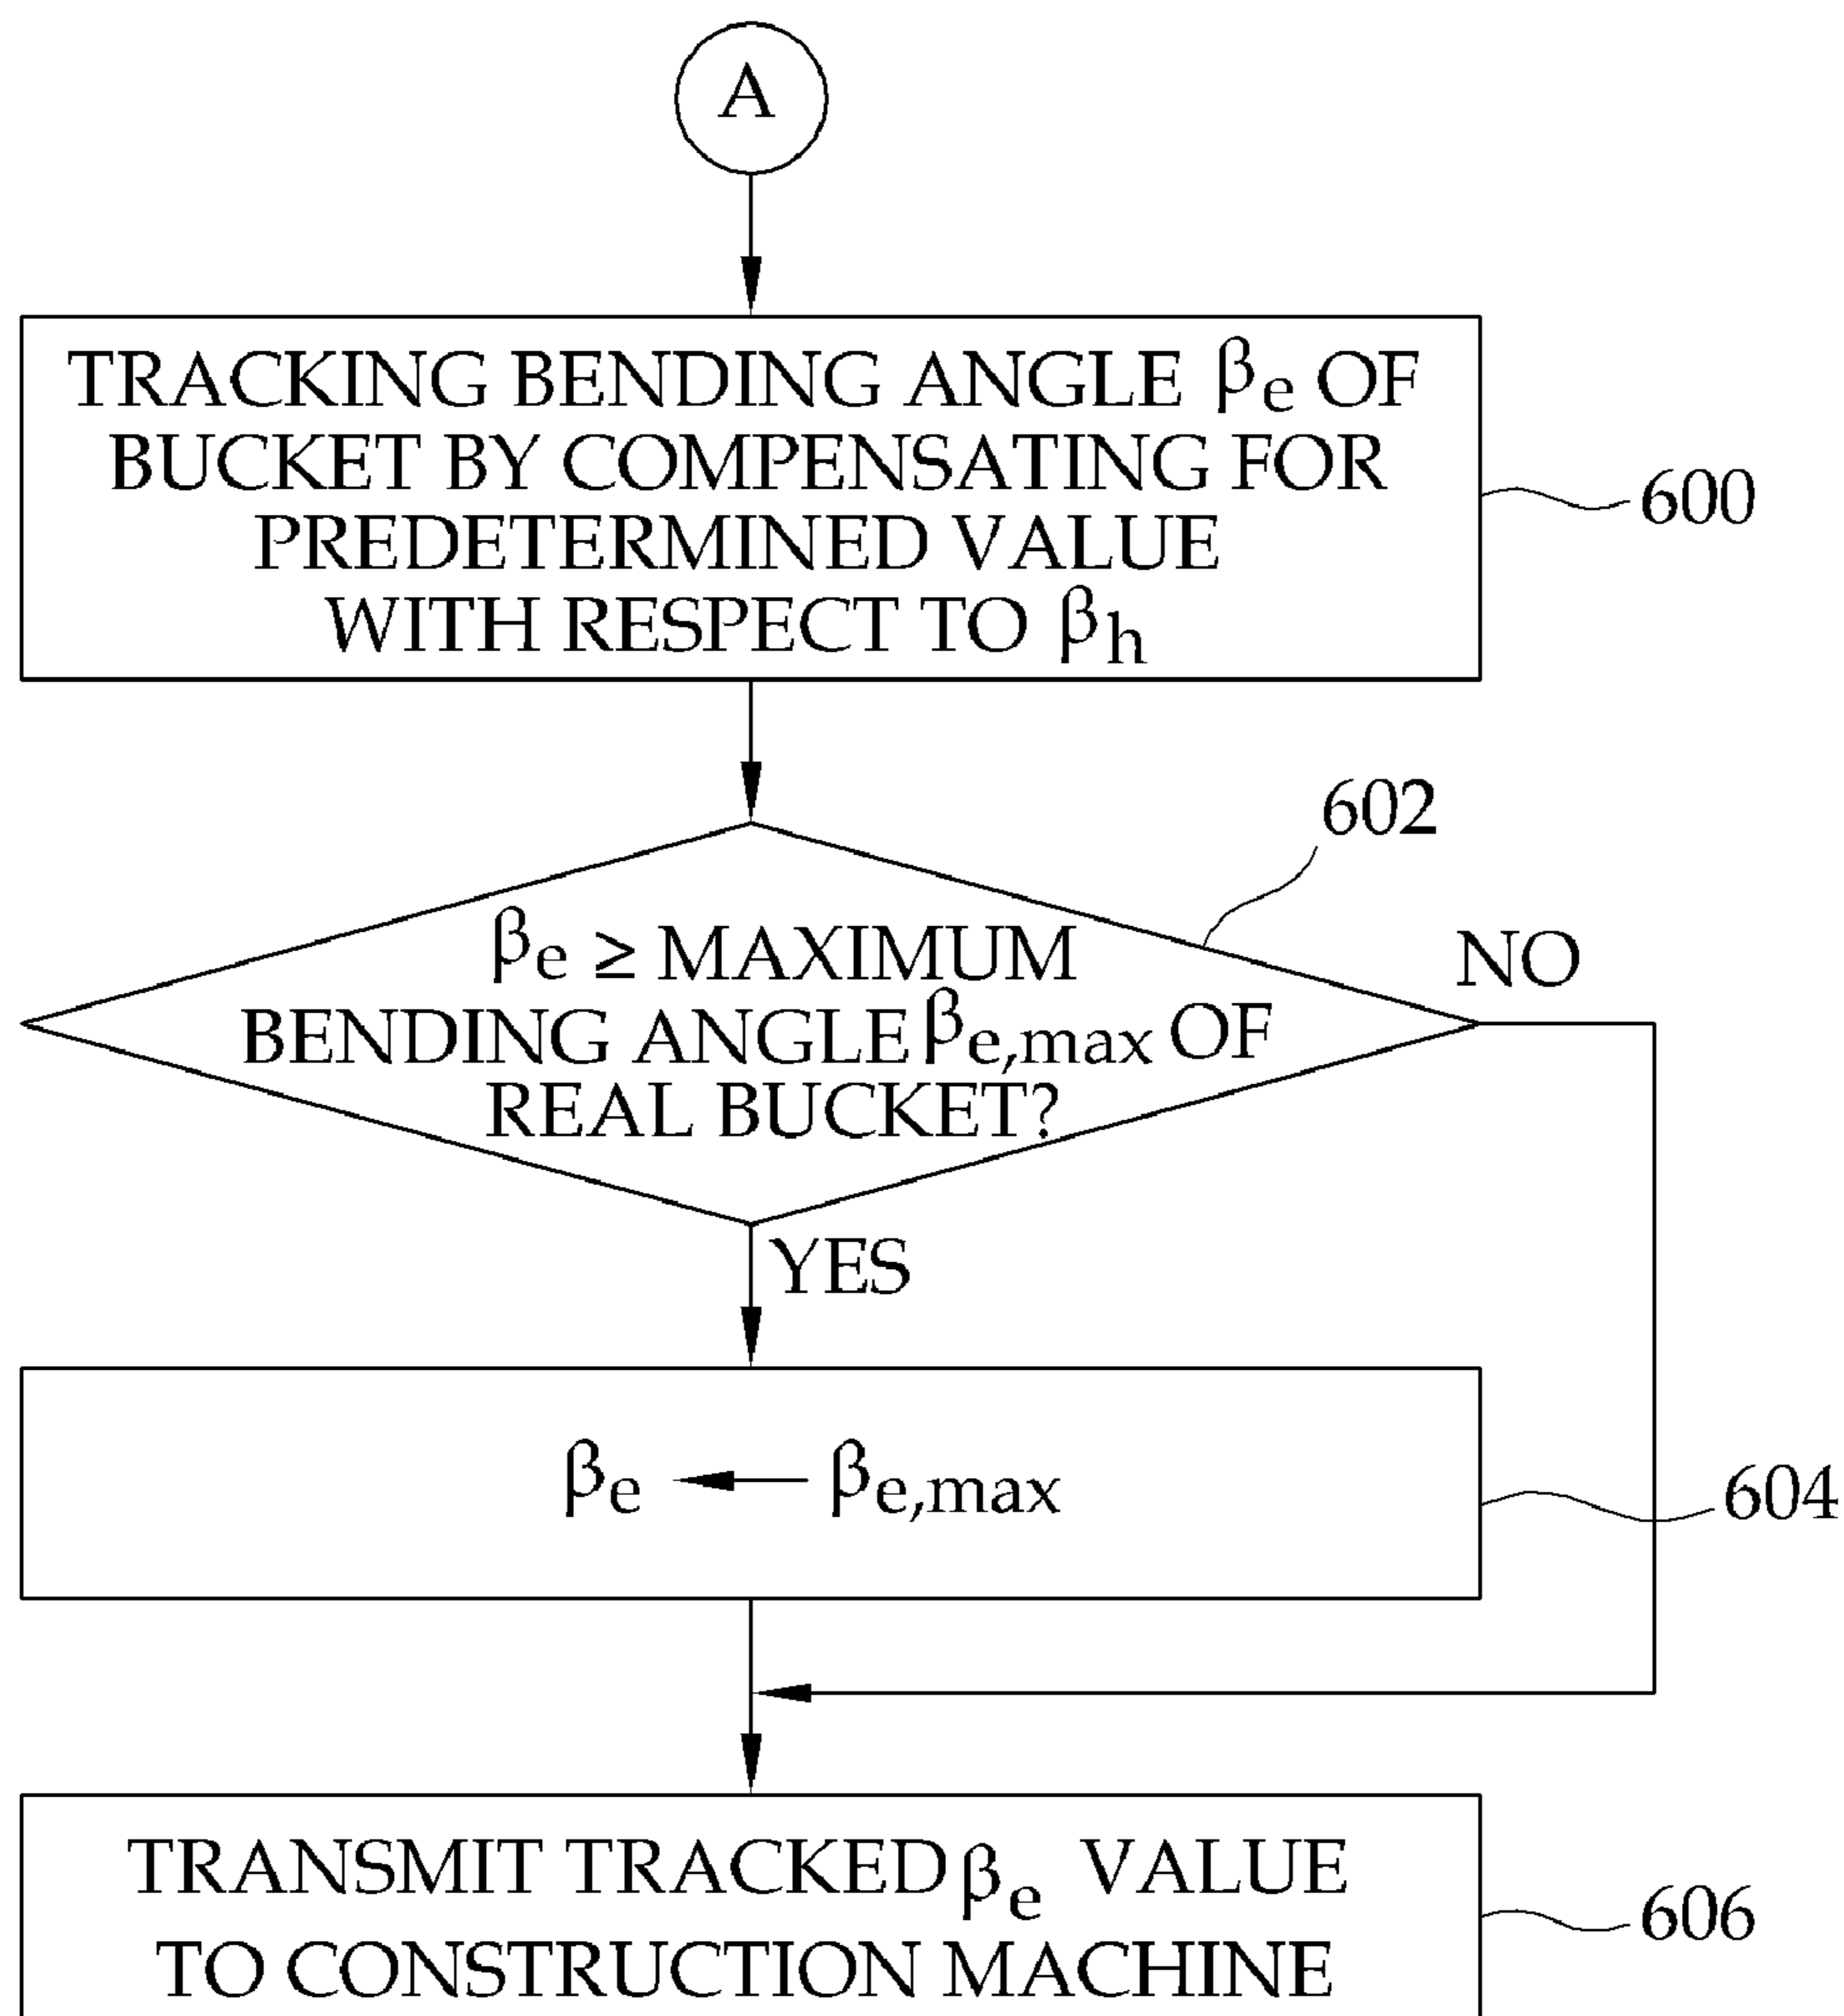 A
TRACKING BENDING ANGLE βe OF
BUCKET BY COMPENSATING FOR
PREDETERMINED VALUE
WITH RESPECT TO βh
600
602
βe ≥ MAXIMUM
BENDING ANGLE βe,max OF
REAL BUCKET?
NO
YES
βe ← βe,max
604
TRANSMIT TRACKED βe VALUE
TO CONSTRUCTION MACHINE
606